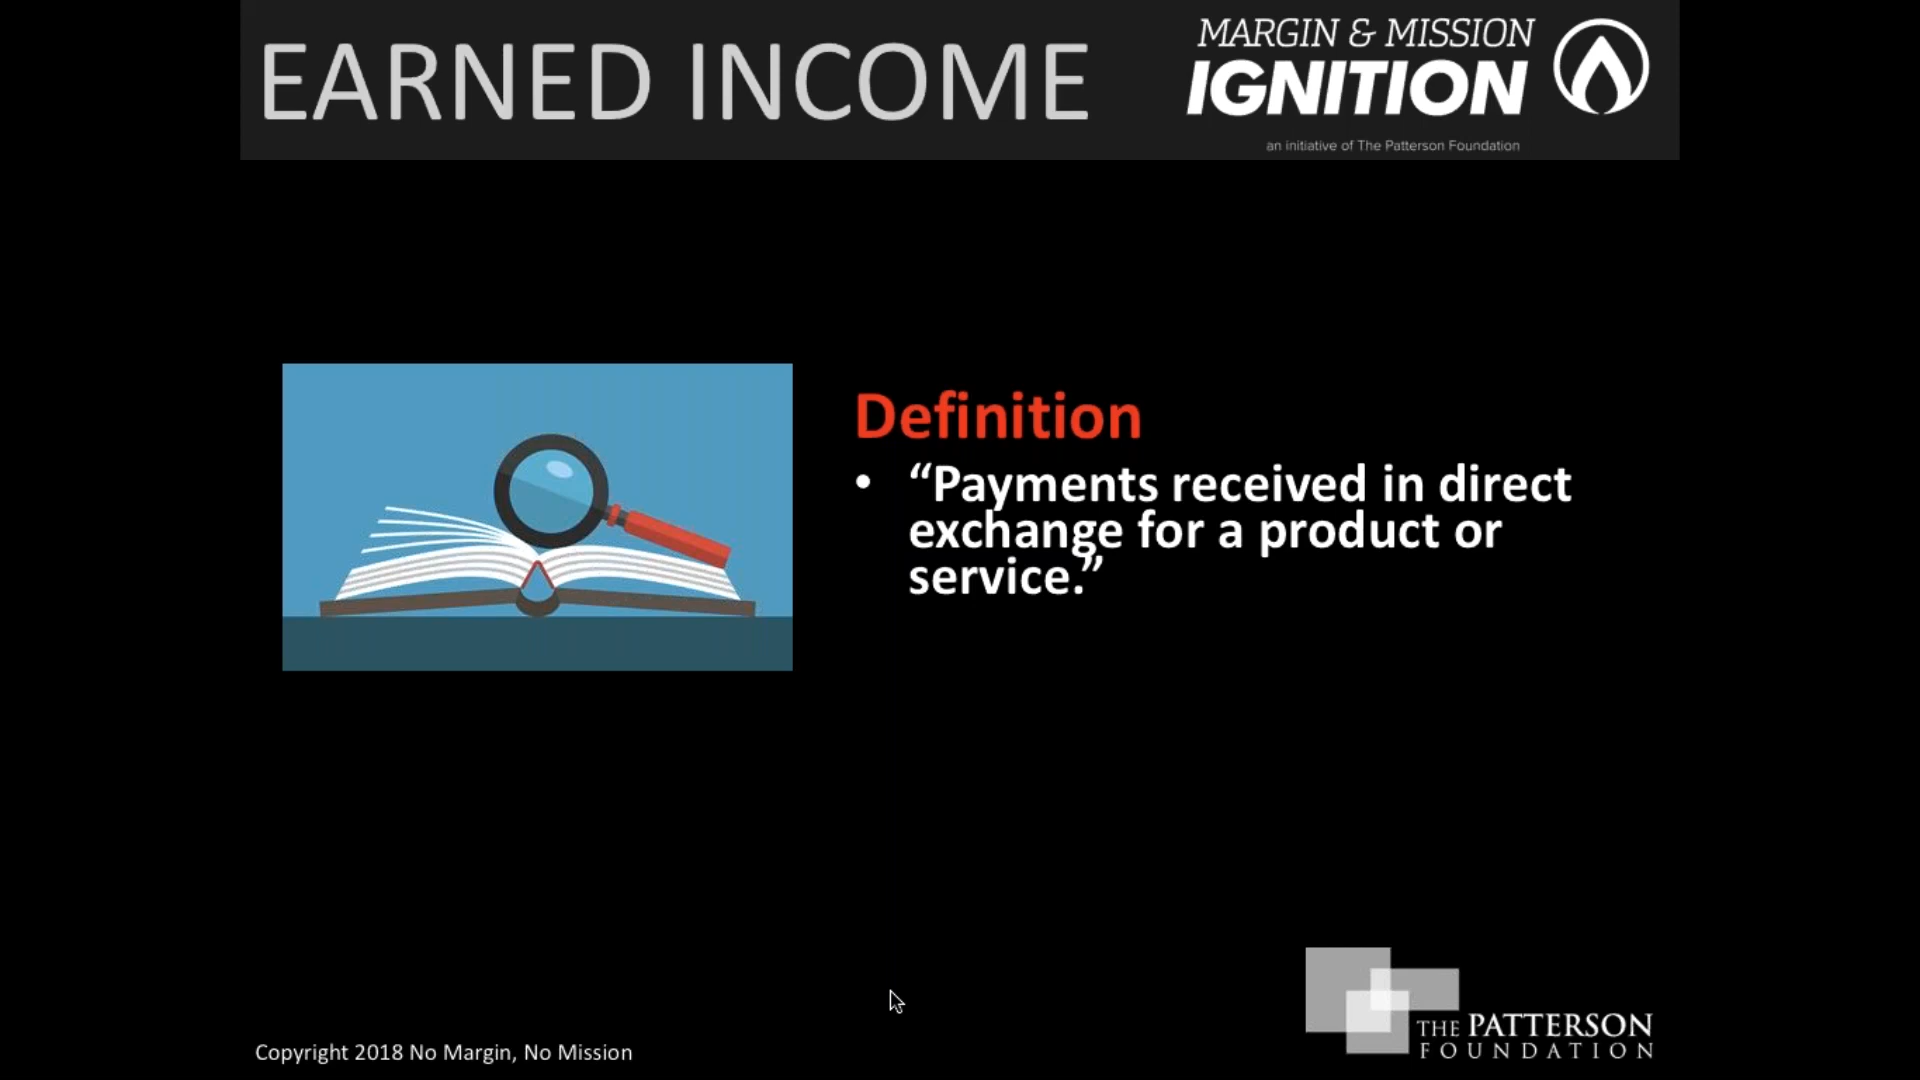 EARNED INCOME
MARGIN & MISSION
IGNITION
an initiative of The Patterson Foundation
Definition
• “Payments received in direct
exchange for a product or
service.”
THE PATTERSON
FOUNDATION
Copyright 2018 No Margin, No Mission